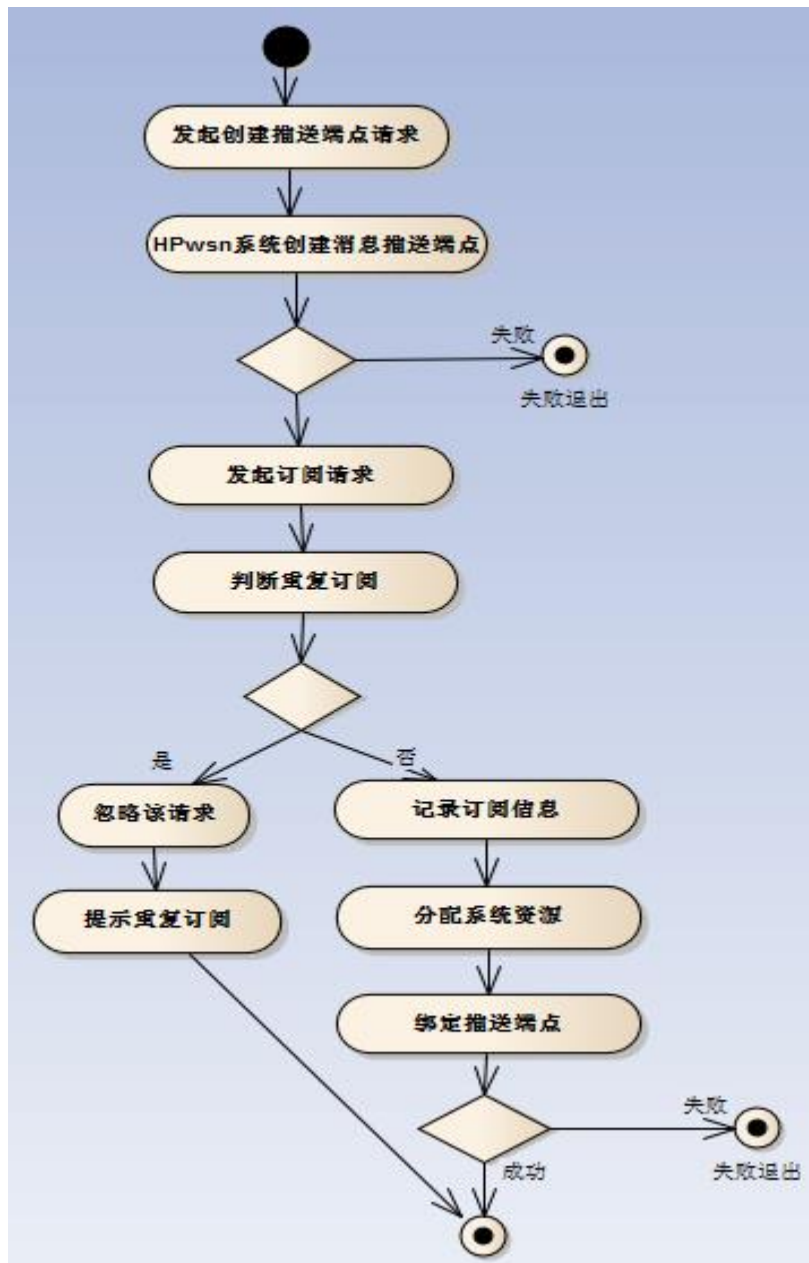 发起创建推送端点请求
HPwsn系统创建消息推送端点
失败
失败退出
发起订阅请求
判断重复订阅
是
否
忽略该请求
记录订阅信息
提示重复订阅
分配系统资源
绑定推送端点
失败
成功
失败退出